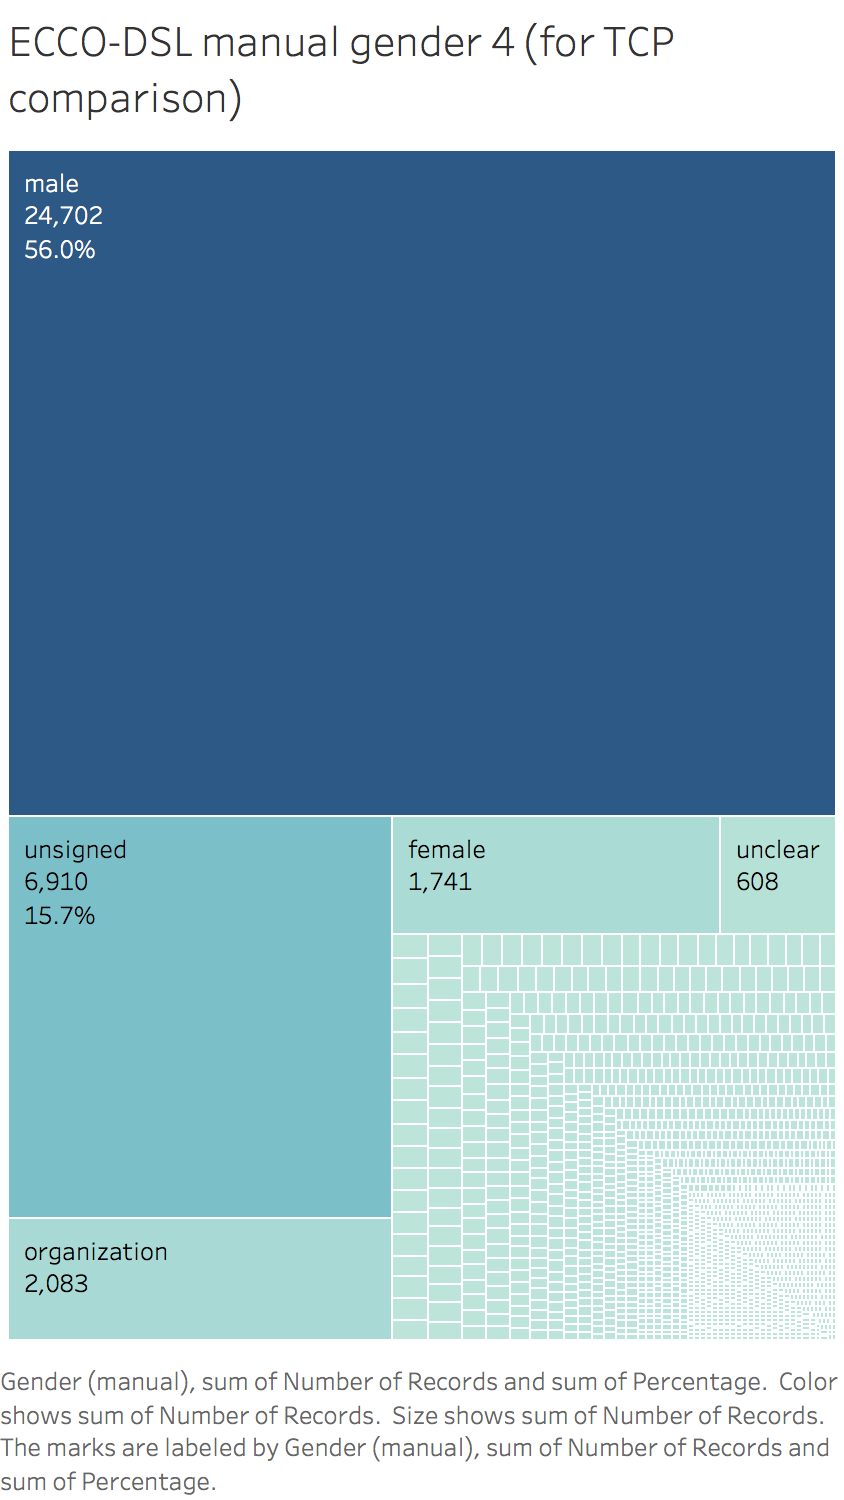 ECCO-DSL manual gender 4 (for TCP
comparison)
male
24,702
56.0%
unsigned
6,910
15.7%
female
1,741
unclear
608
organization
2,083
Gender (manual), sum of Number of Records and sum of Percentage.  Color
shows sum of Number of Records.  Size shows sum of Number of Records.
The marks are labeled by Gender (manual), sum of Number of Records and
sum of Percentage.